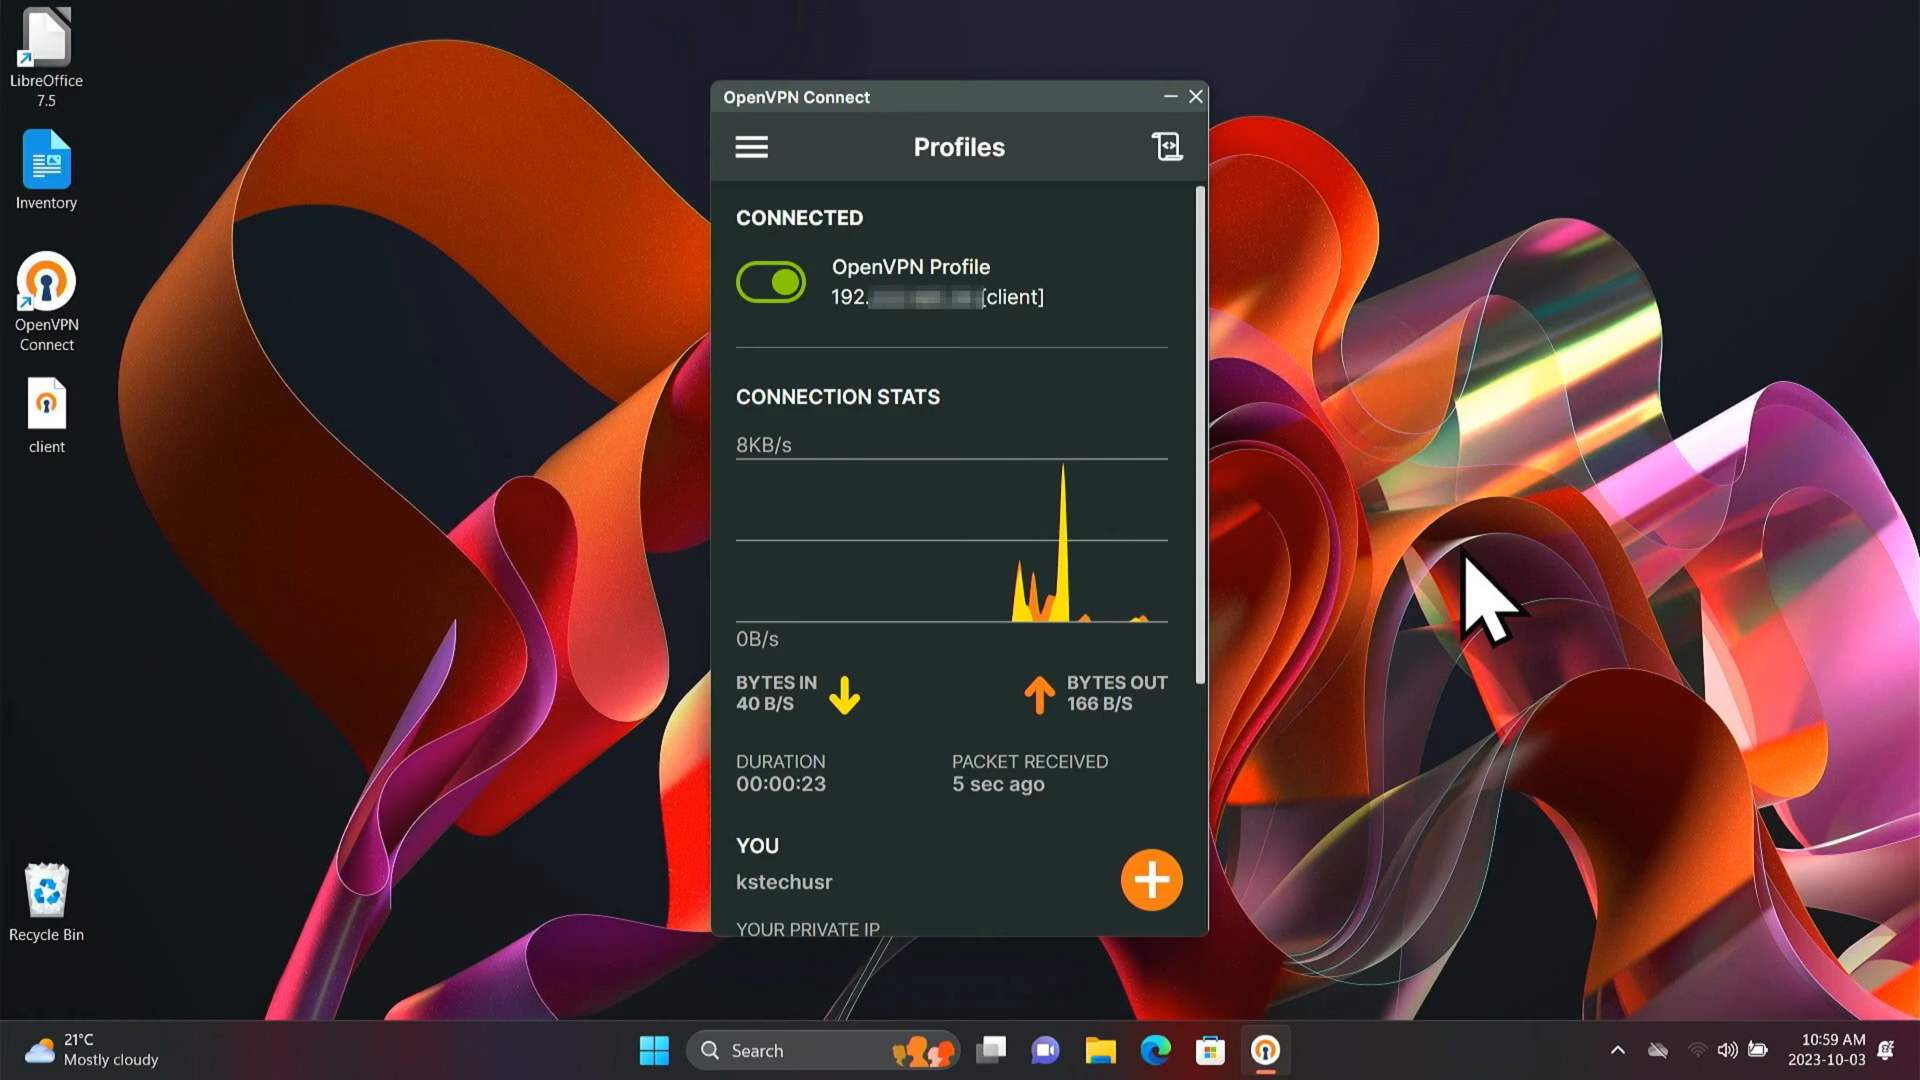 LibreOffice
7.5
Inventory
OpenVPN
Connect
client
Recycle Bin
OpenVPN Connect
Profiles
CONNECTED
OpenVPN Profile
192.
[client]
CONNECTION STATS
8KB/s
0B/s
BYTES IN
40 B/S
BYTES OUT
166 B/S
DURATION
00:00:23
PACKET RECEIVED
5 sec ago
YOU
kstechusr
YOUR PRIVATE IP
21°C
Mostly cloudy
Search
10:59 AM
2023-10-03